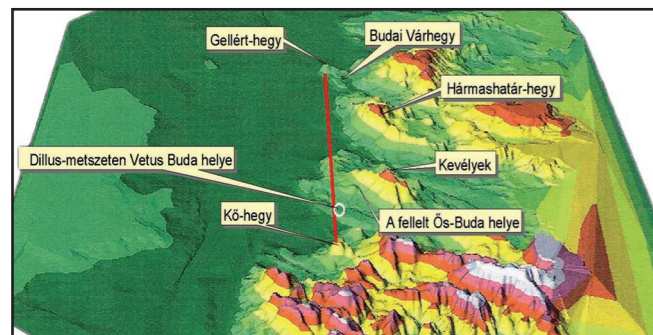 Gellért-hegy
Budai Várhegy
Hármashatár-hegy
Dillus-metszeten Vetus Buda helye
Kevélyek
Kő-hegy
A fellelt Ős-Buda helye